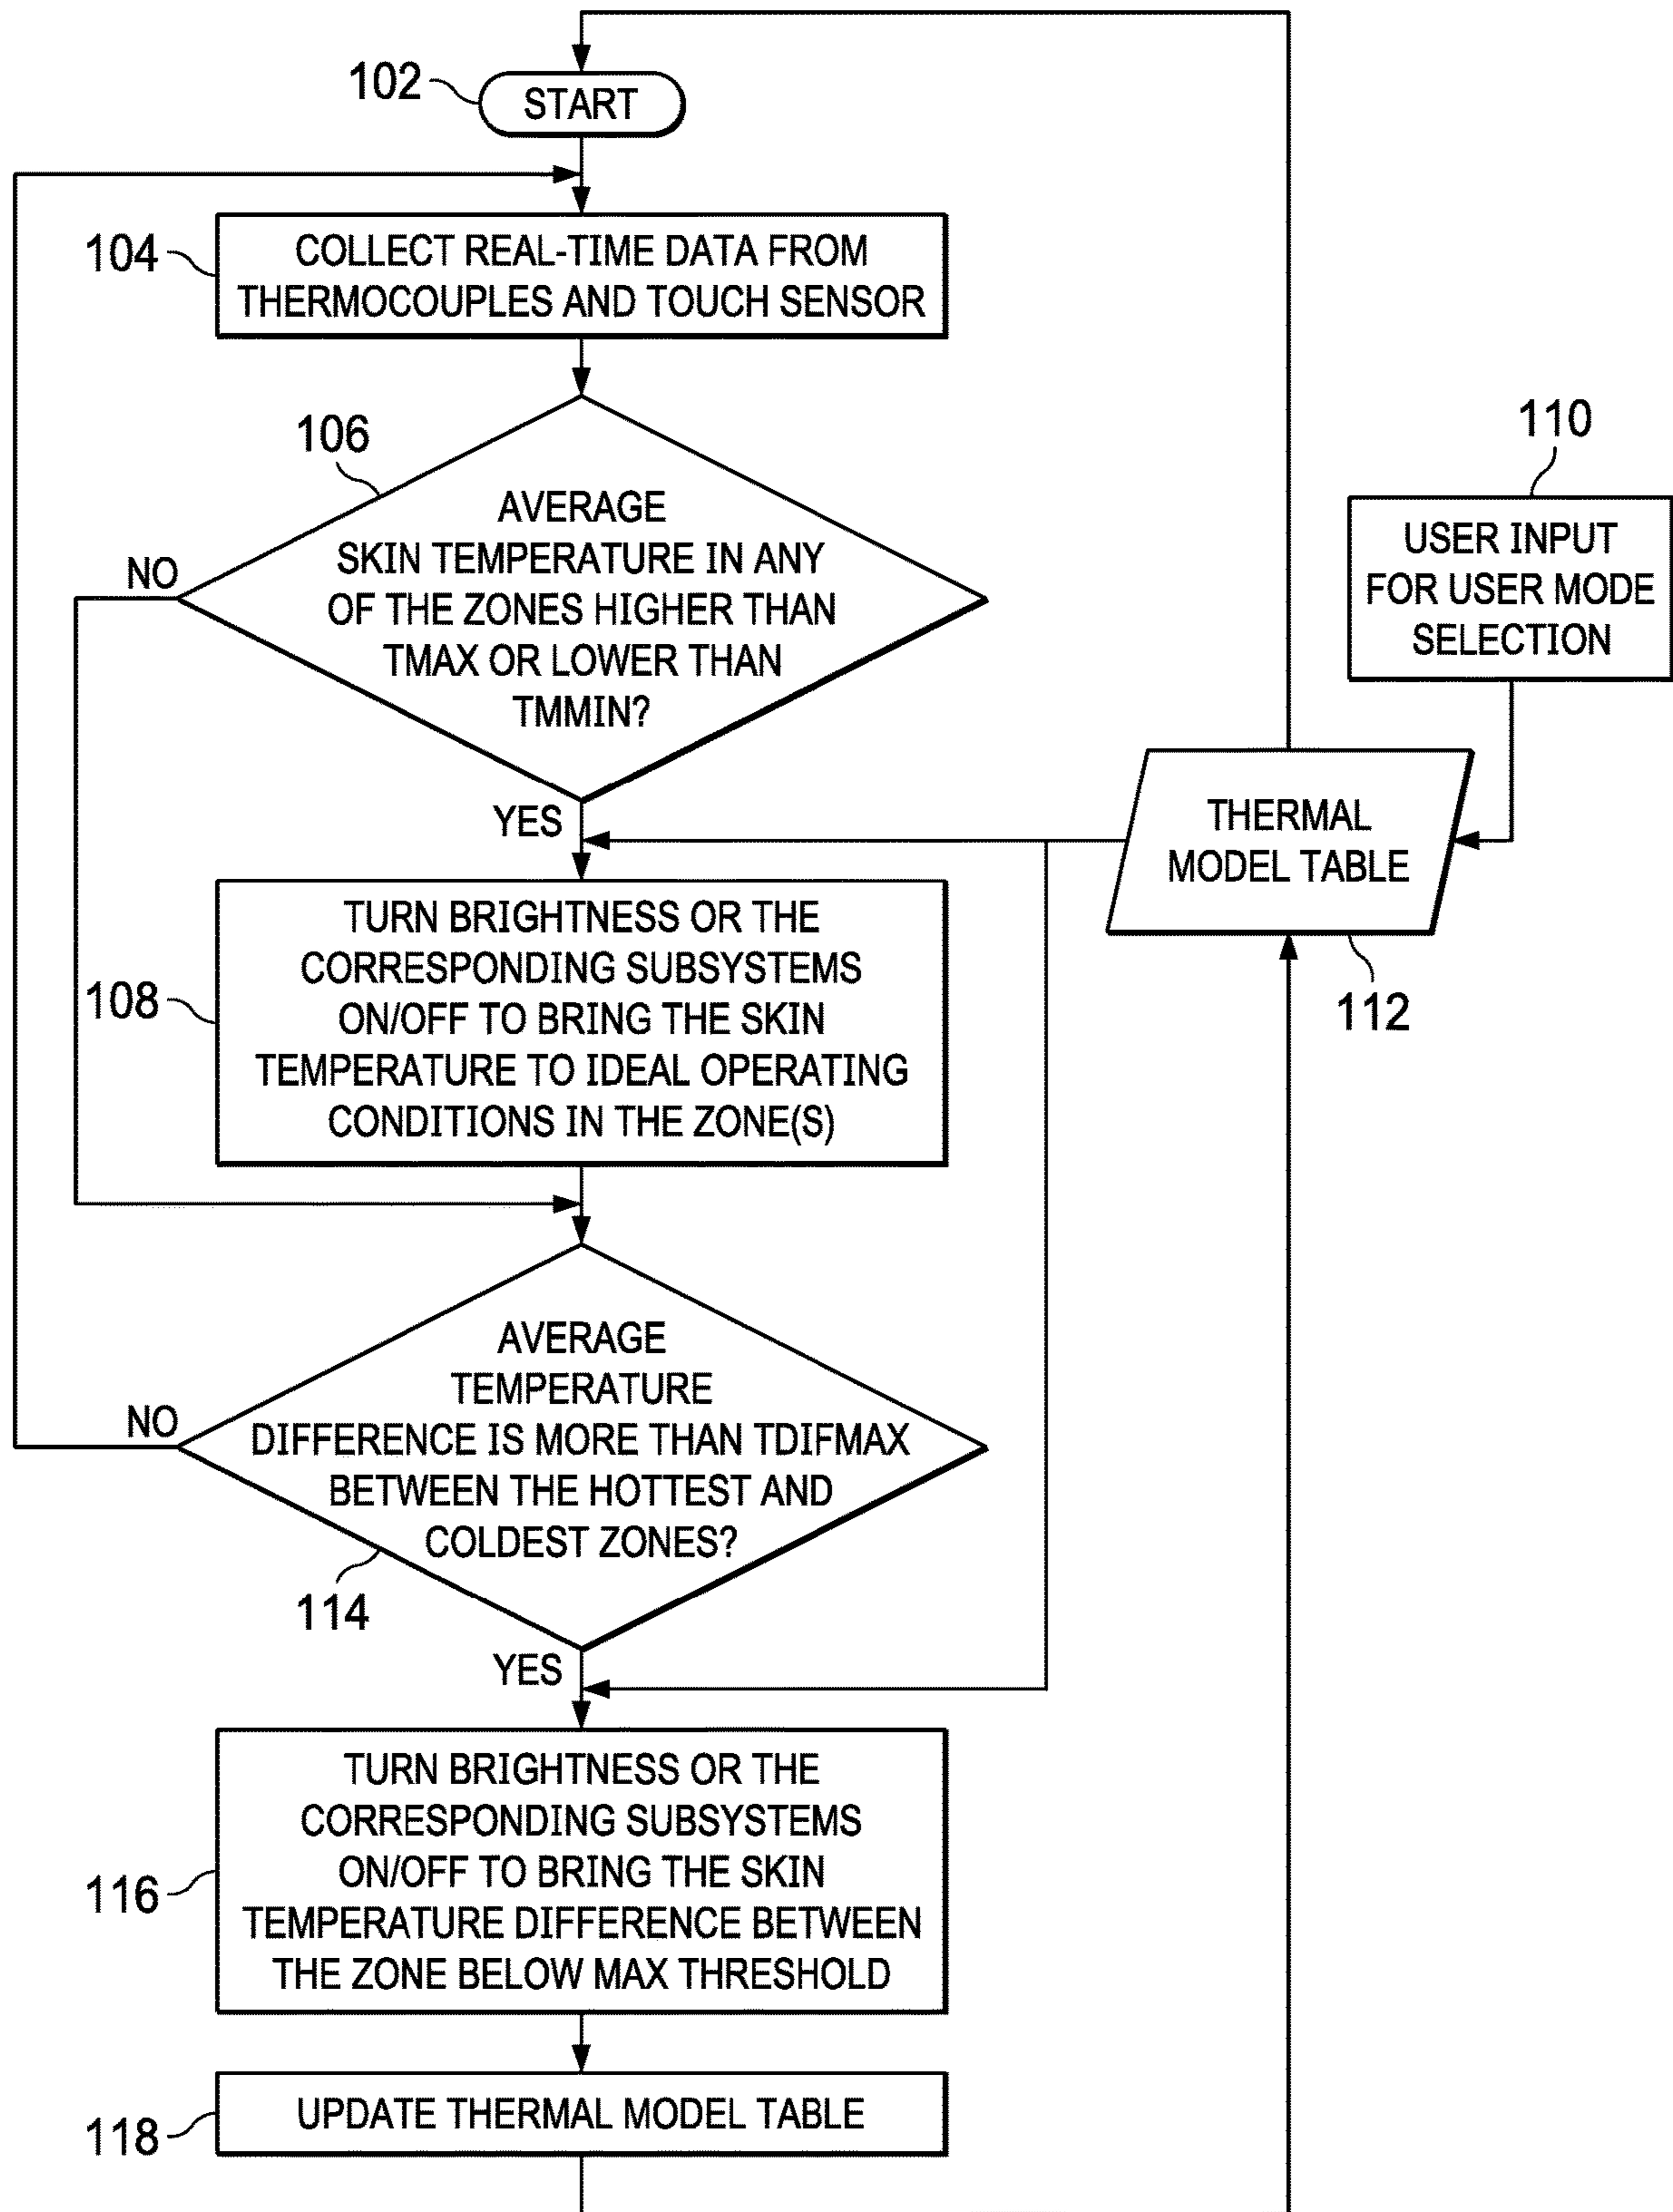 102
START
104
COLLECT REAL-TIME DATA FROM
THERMOCOUPLES AND TOUCH SENSOR
106
AVERAGE
SKIN TEMPERATURE IN ANY
OF THE ZONES HIGHER THAN
TMAX OR LOWER THAN
TMMIN?
NO
YES
110
USER INPUT
FOR USER MODE
SELECTION
THERMAL
MODEL TABLE
112
108
TURN BRIGHTNESS OR THE
CORRESPONDING SUBSYSTEMS
ON/OFF TO BRING THE SKIN
TEMPERATURE TO IDEAL OPERATING
CONDITIONS IN THE ZONE(S)
AVERAGE
TEMPERATURE
DIFFERENCE IS MORE THAN TDIFMAX
BETWEEN THE HOTTEST AND
COLDEST ZONES?
NO
114
YES
116
TURN BRIGHTNESS OR THE
CORRESPONDING SUBSYSTEMS
ON/OFF TO BRING THE SKIN
TEMPERATURE DIFFERENCE BETWEEN
THE ZONE BELOW MAX THRESHOLD
118
UPDATE THERMAL MODEL TABLE